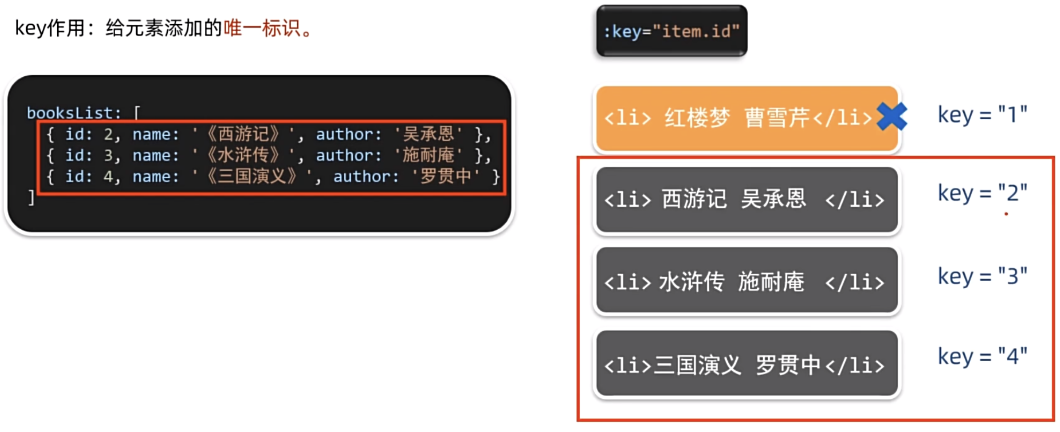 key作用：给元素添加的唯一标识。
booksList: [
{ id: 2, name: '《西游记》', author: '吴承恩' },
{ id: 3, name: '《水浒传》', author: '施耐庵' },
{ id: 4, name: '《三国演义》', author: '罗贯中' }
]
:key="item.id"
<li> 红楼梦 曹雪芹</li>
key = "1"
<li> 西游记 吴承恩 </li>
key = "2"
<li> 水浒传 施耐庵 </li>
key = "3"
<li>三国演义 罗贯中</li>
key = "4"